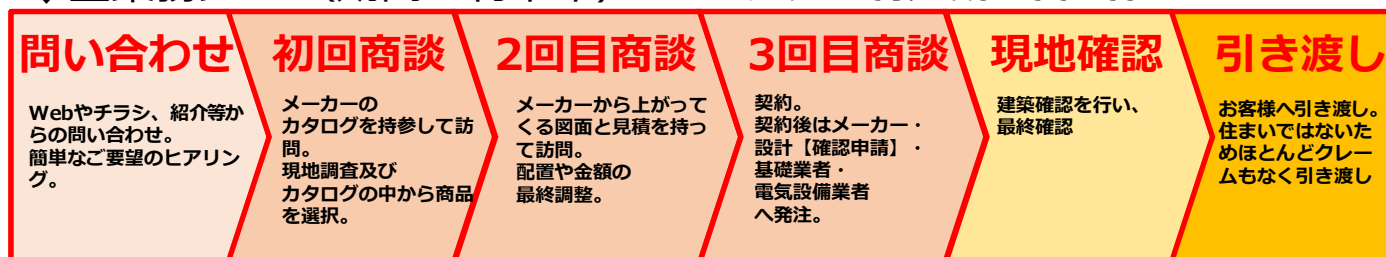 問い合わせ
Webやチラシ、紹介等か
らの問い合わせ。
簡単なご要望のヒアリン
グ。
初回商談
メーカーの
カタログを持参して訪
問。
現地調査及び
カタログの中から商品
を選択。
2回目商談
メーカーから上がって
くる図面と見積を持っ
て訪問。
配置や金額の
最終調整。
3回目商談
契約。
契約後はメーカー・
設計【確認申請】・
基礎業者・
電気設備業者
へ発注。
現地確認
建築確認を行い、
最終確認
引き渡し
お客様へ引き渡し。
住まいではないた
めほとんどクレー
ムもなく引き渡し